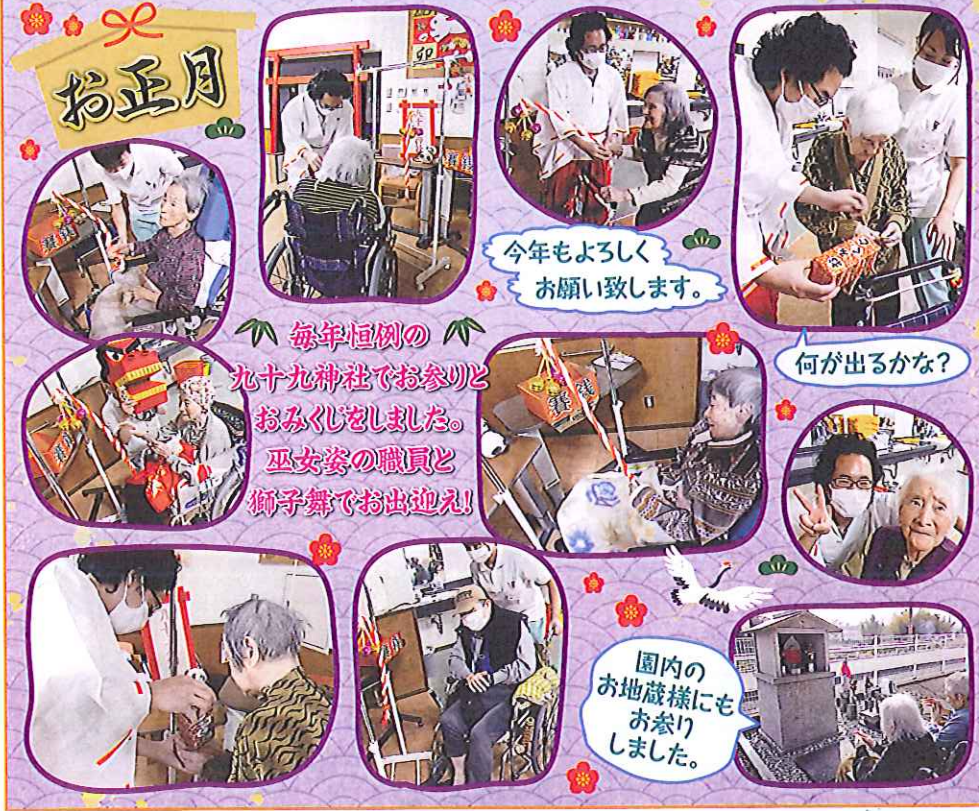 お正月
今年もよろしく
お願い致します。
何が出るかな?
毎年恒例の
九十九神社でお参りと
おみくじをしました。
巫女姿の職員と
獅子舞でお出迎え!
園内の
お地蔵様にも
お参り
しました。